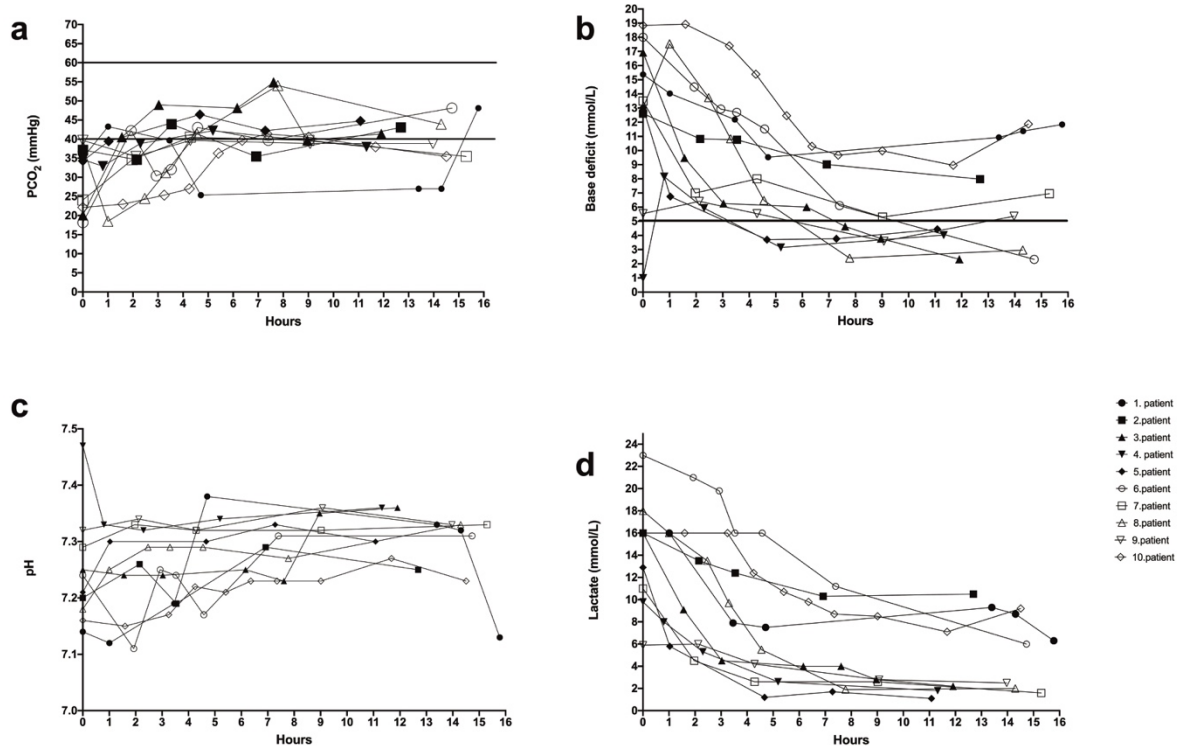 a
PCO2 (mmHg)
70
65
60
55
50
45
40
35
30
25
20
15
10
5
0
0 1 2 3 4 5 6 7 8 9 10 11 12 13 14 15 16
Hours
b
Base deficit (mmol/L)
20
19
18
17
16
15
14
13
12
11
10
9
8
7
6
5
4
3
2
1
0
0 1 2 3 4 5 6 7 8 9 10 11 12 13 14 15 16
Hours
c
pH
7.5
7.4
7.3
7.2
7.1
7.0
0 1 2 3 4 5 6 7 8 9 10 11 12 13 14 15 16
Hours
d
Lactate (mmol/L)
24
22
20
18
16
14
12
10
8
6
4
2
0
0 1 2 3 4 5 6 7 8 9 10 11 12 13 14 15 16
Hours
1. patient
2.patient
3.patient
4. patient
5.patient
6.patient
7.patient
8.patient
9.patient
10.patient